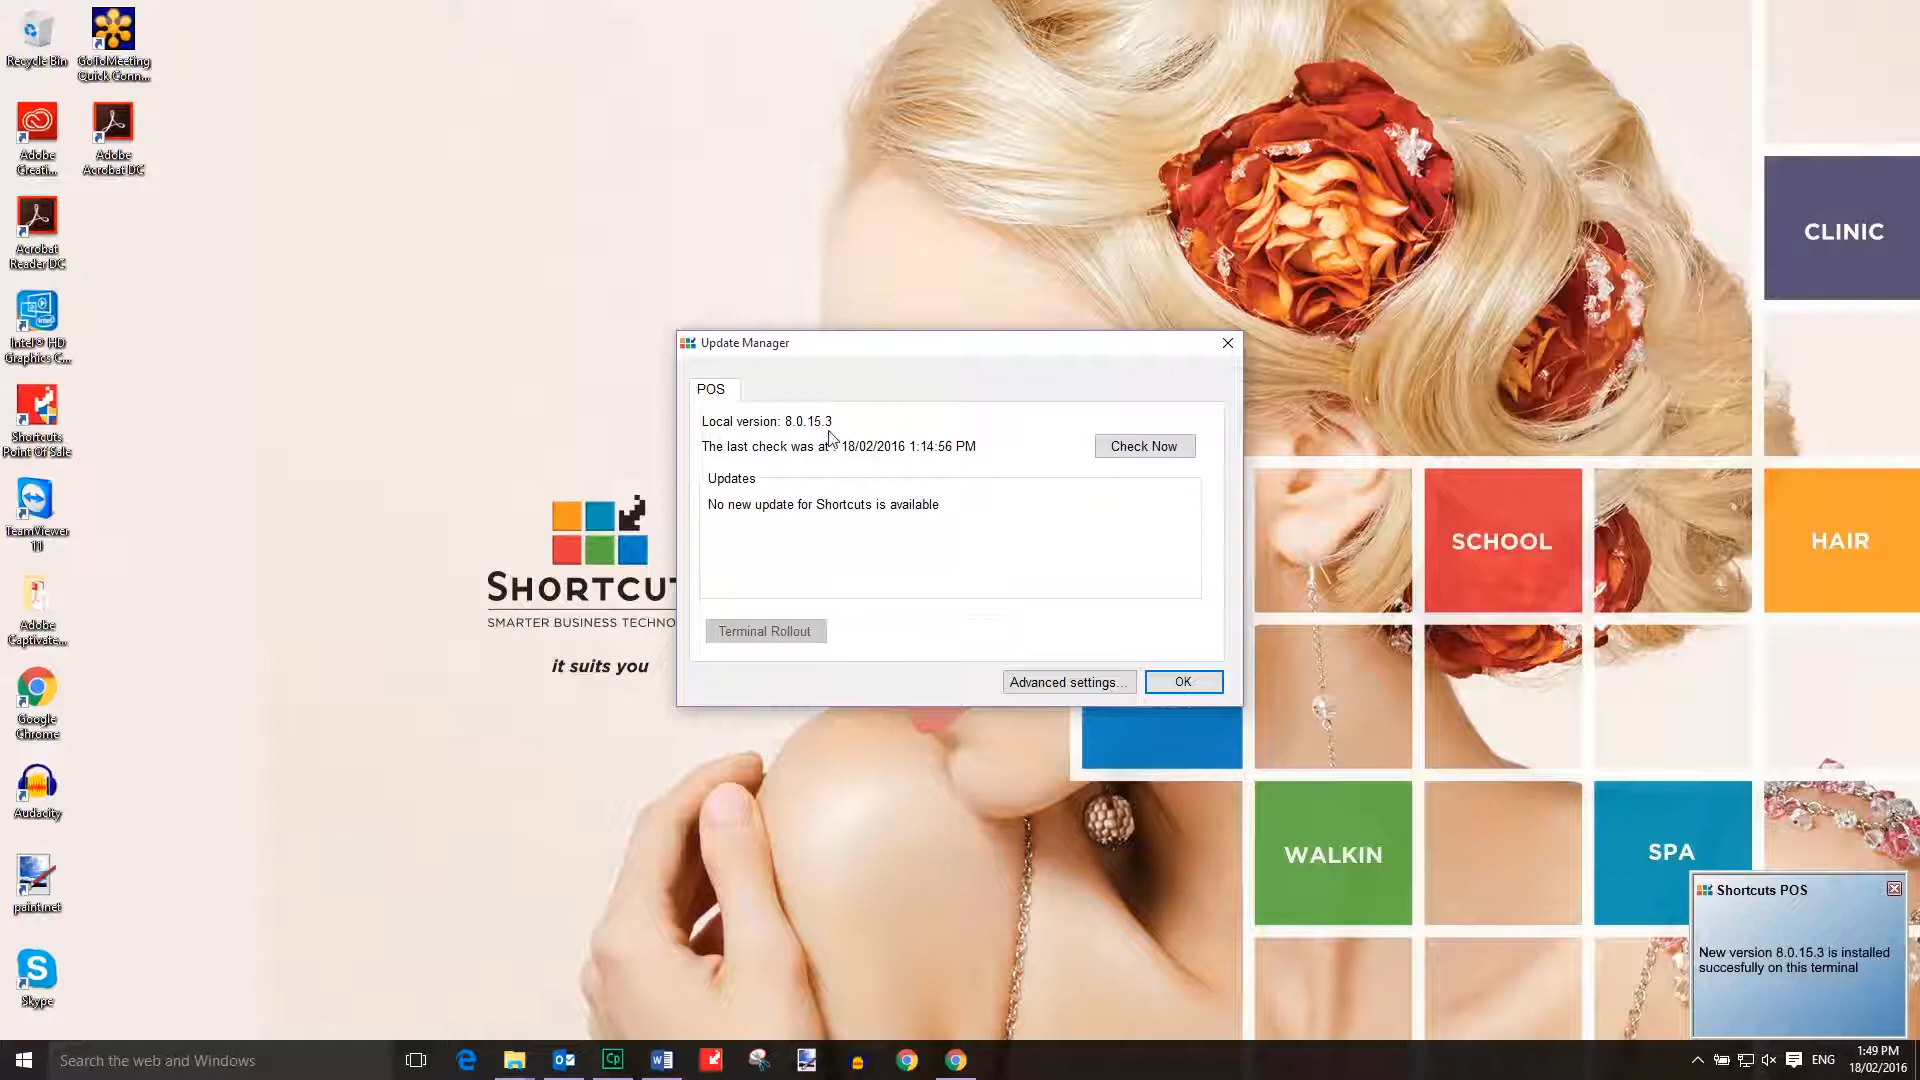 Recycle Bin
GoToMeeting
Quick Conn...
Adobe
Creati...
Adobe
Acrobat DC
Acrobat
Reader DC
Intel® HD
Graphics C...
Shortcuts
Point Of Sale
TeamViewer
11
Adobe
Captivate...
Google
Chrome
Audacity
paint.net
Skype
SHORTCUT
SMARTER BUSINESS TECHNO
it suits you
Update Manager
POS
Local version: 8.0.15.3
The last check was at 18/02/2016 1:14:56 PM
Check Now
Updates
No new update for Shortcuts is available
Terminal Rollout
Advanced settings...
OK
CLINIC
SCHOOL
HAIR
WALKIN
SPA
Shortcuts POS
New version 8.0.15.3 is installed
succesfully on this terminal
Search the web and Windows
ENG
1:49 PM
18/02/2016